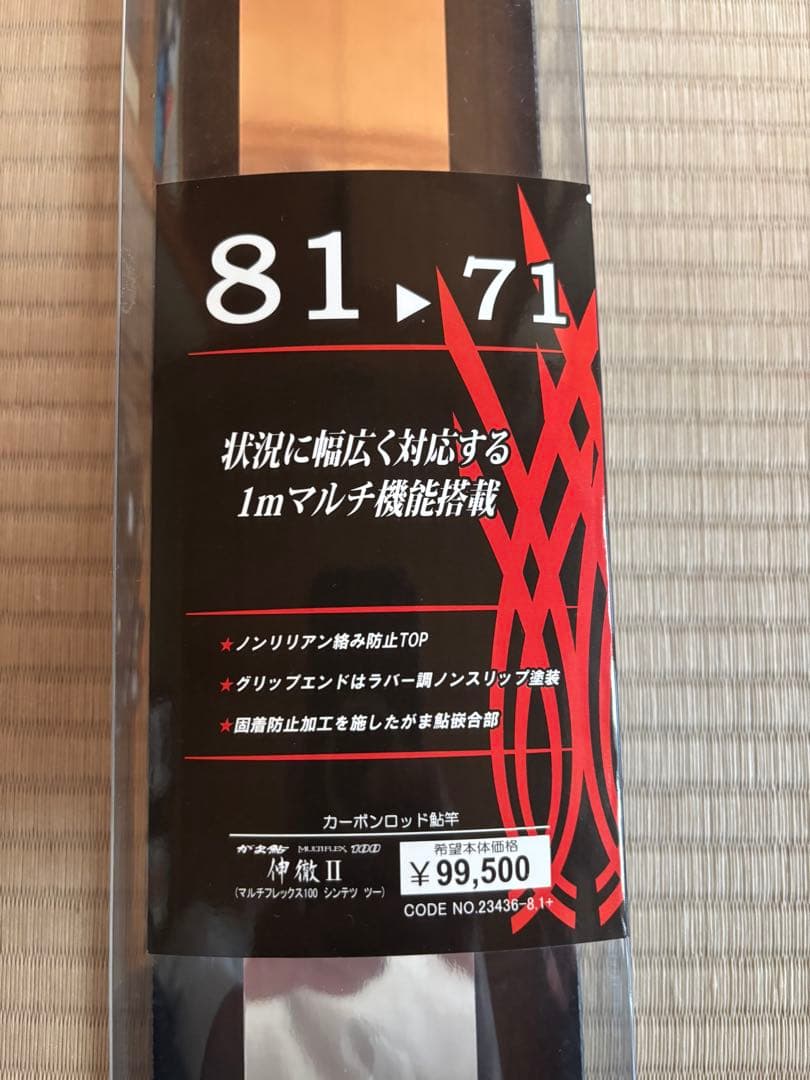 81▶71
状況に幅広く対応する
1mマルチ機能搭載
★ノンリリアン絡み防止TOP
★グリップエンドはラバー調ノンスリップ塗装
★固着防止加工を施したがま鮎嵌合部
カーボンロッド鮎竿
がま鮎 MULTIFLEX 100
伸徹II
(マルチフレックス100 シンテツ ツー)
希望本体価格
¥99,500
CODE NO.23436-8.1+